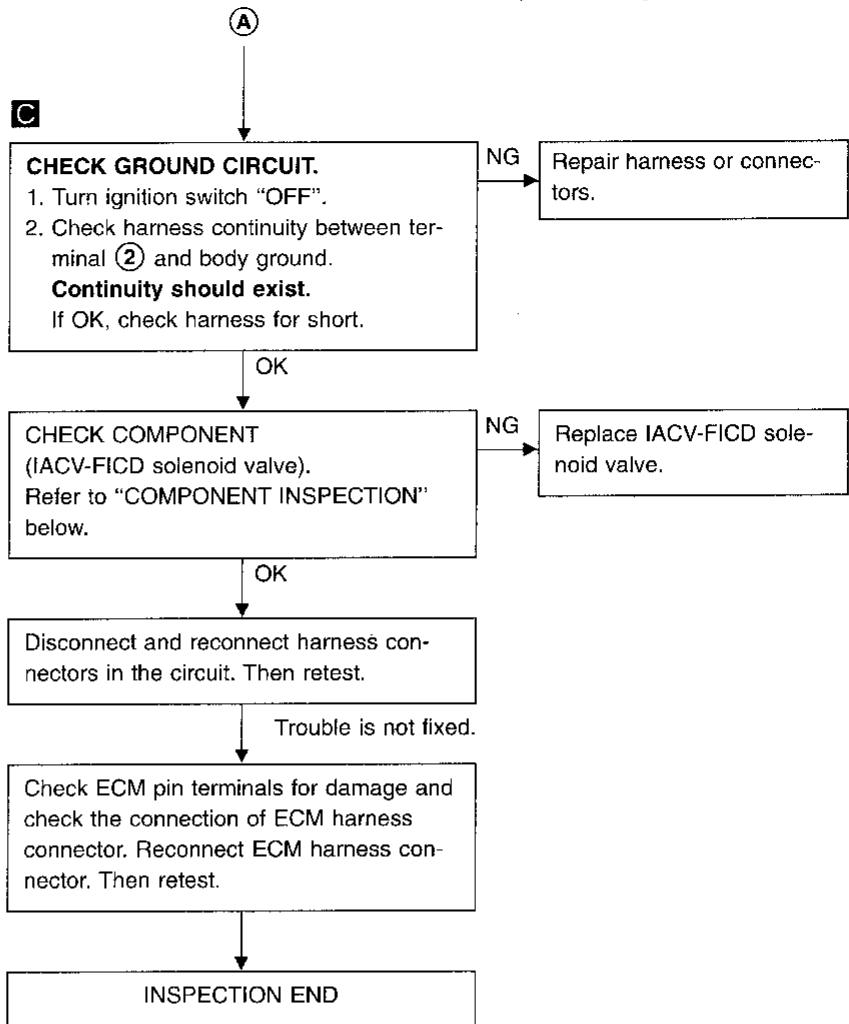 A
C
CHECK GROUND CIRCUIT.
1. Turn ignition switch “OFF”.
2. Check harness continuity between ter-
minal ② and body ground.
Continuity should exist.
If OK, check harness for short.
NG
Repair harness or connec-
tors.
OK
CHECK COMPONENT
(IACV-FICD solenoid valve).
Refer to “COMPONENT INSPECTION”
below.
NG
Replace IACV-FICD sole-
noid valve.
OK
Disconnect and reconnect harness con-
nectors in the circuit. Then retest.
Trouble is not fixed.
Check ECM pin terminals for damage and
check the connection of ECM harness
connector. Reconnect ECM harness con-
nector. Then retest.
INSPECTION END